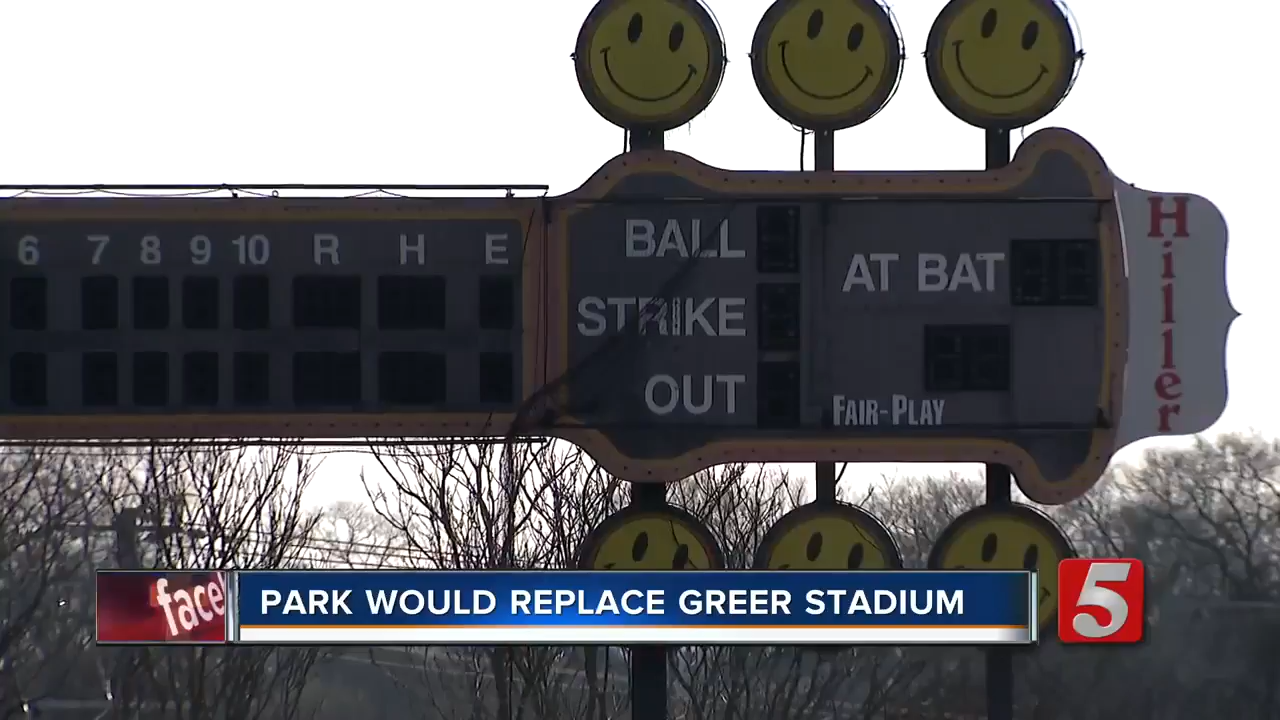 6 7 8 9 10 R H E
BALL
STRIKE
OUT
AT BAT
FAIR-PLAY
Hiller
face
PARK WOULD REPLACE GREER STADIUM
5